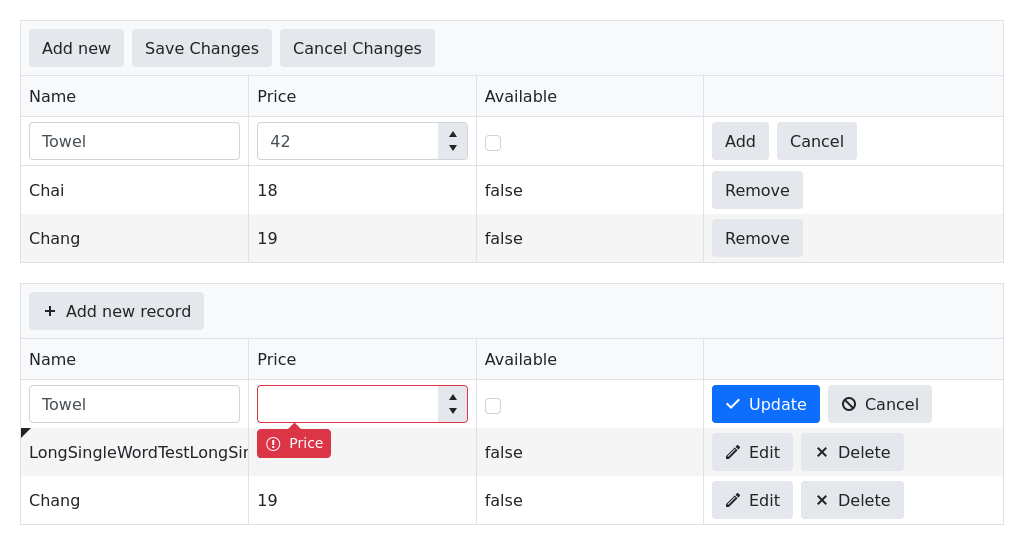 Add new Save Changes Cancel Changes
Name Price Available
Towel 42 Add Cancel
Chai 18 false Remove
Chang 19 false Remove
Add new record
Name Price Available
Towel Update Cancel
Price
LongSingleWordTestLongSin false Edit Delete
Chang 19 false Edit Delete